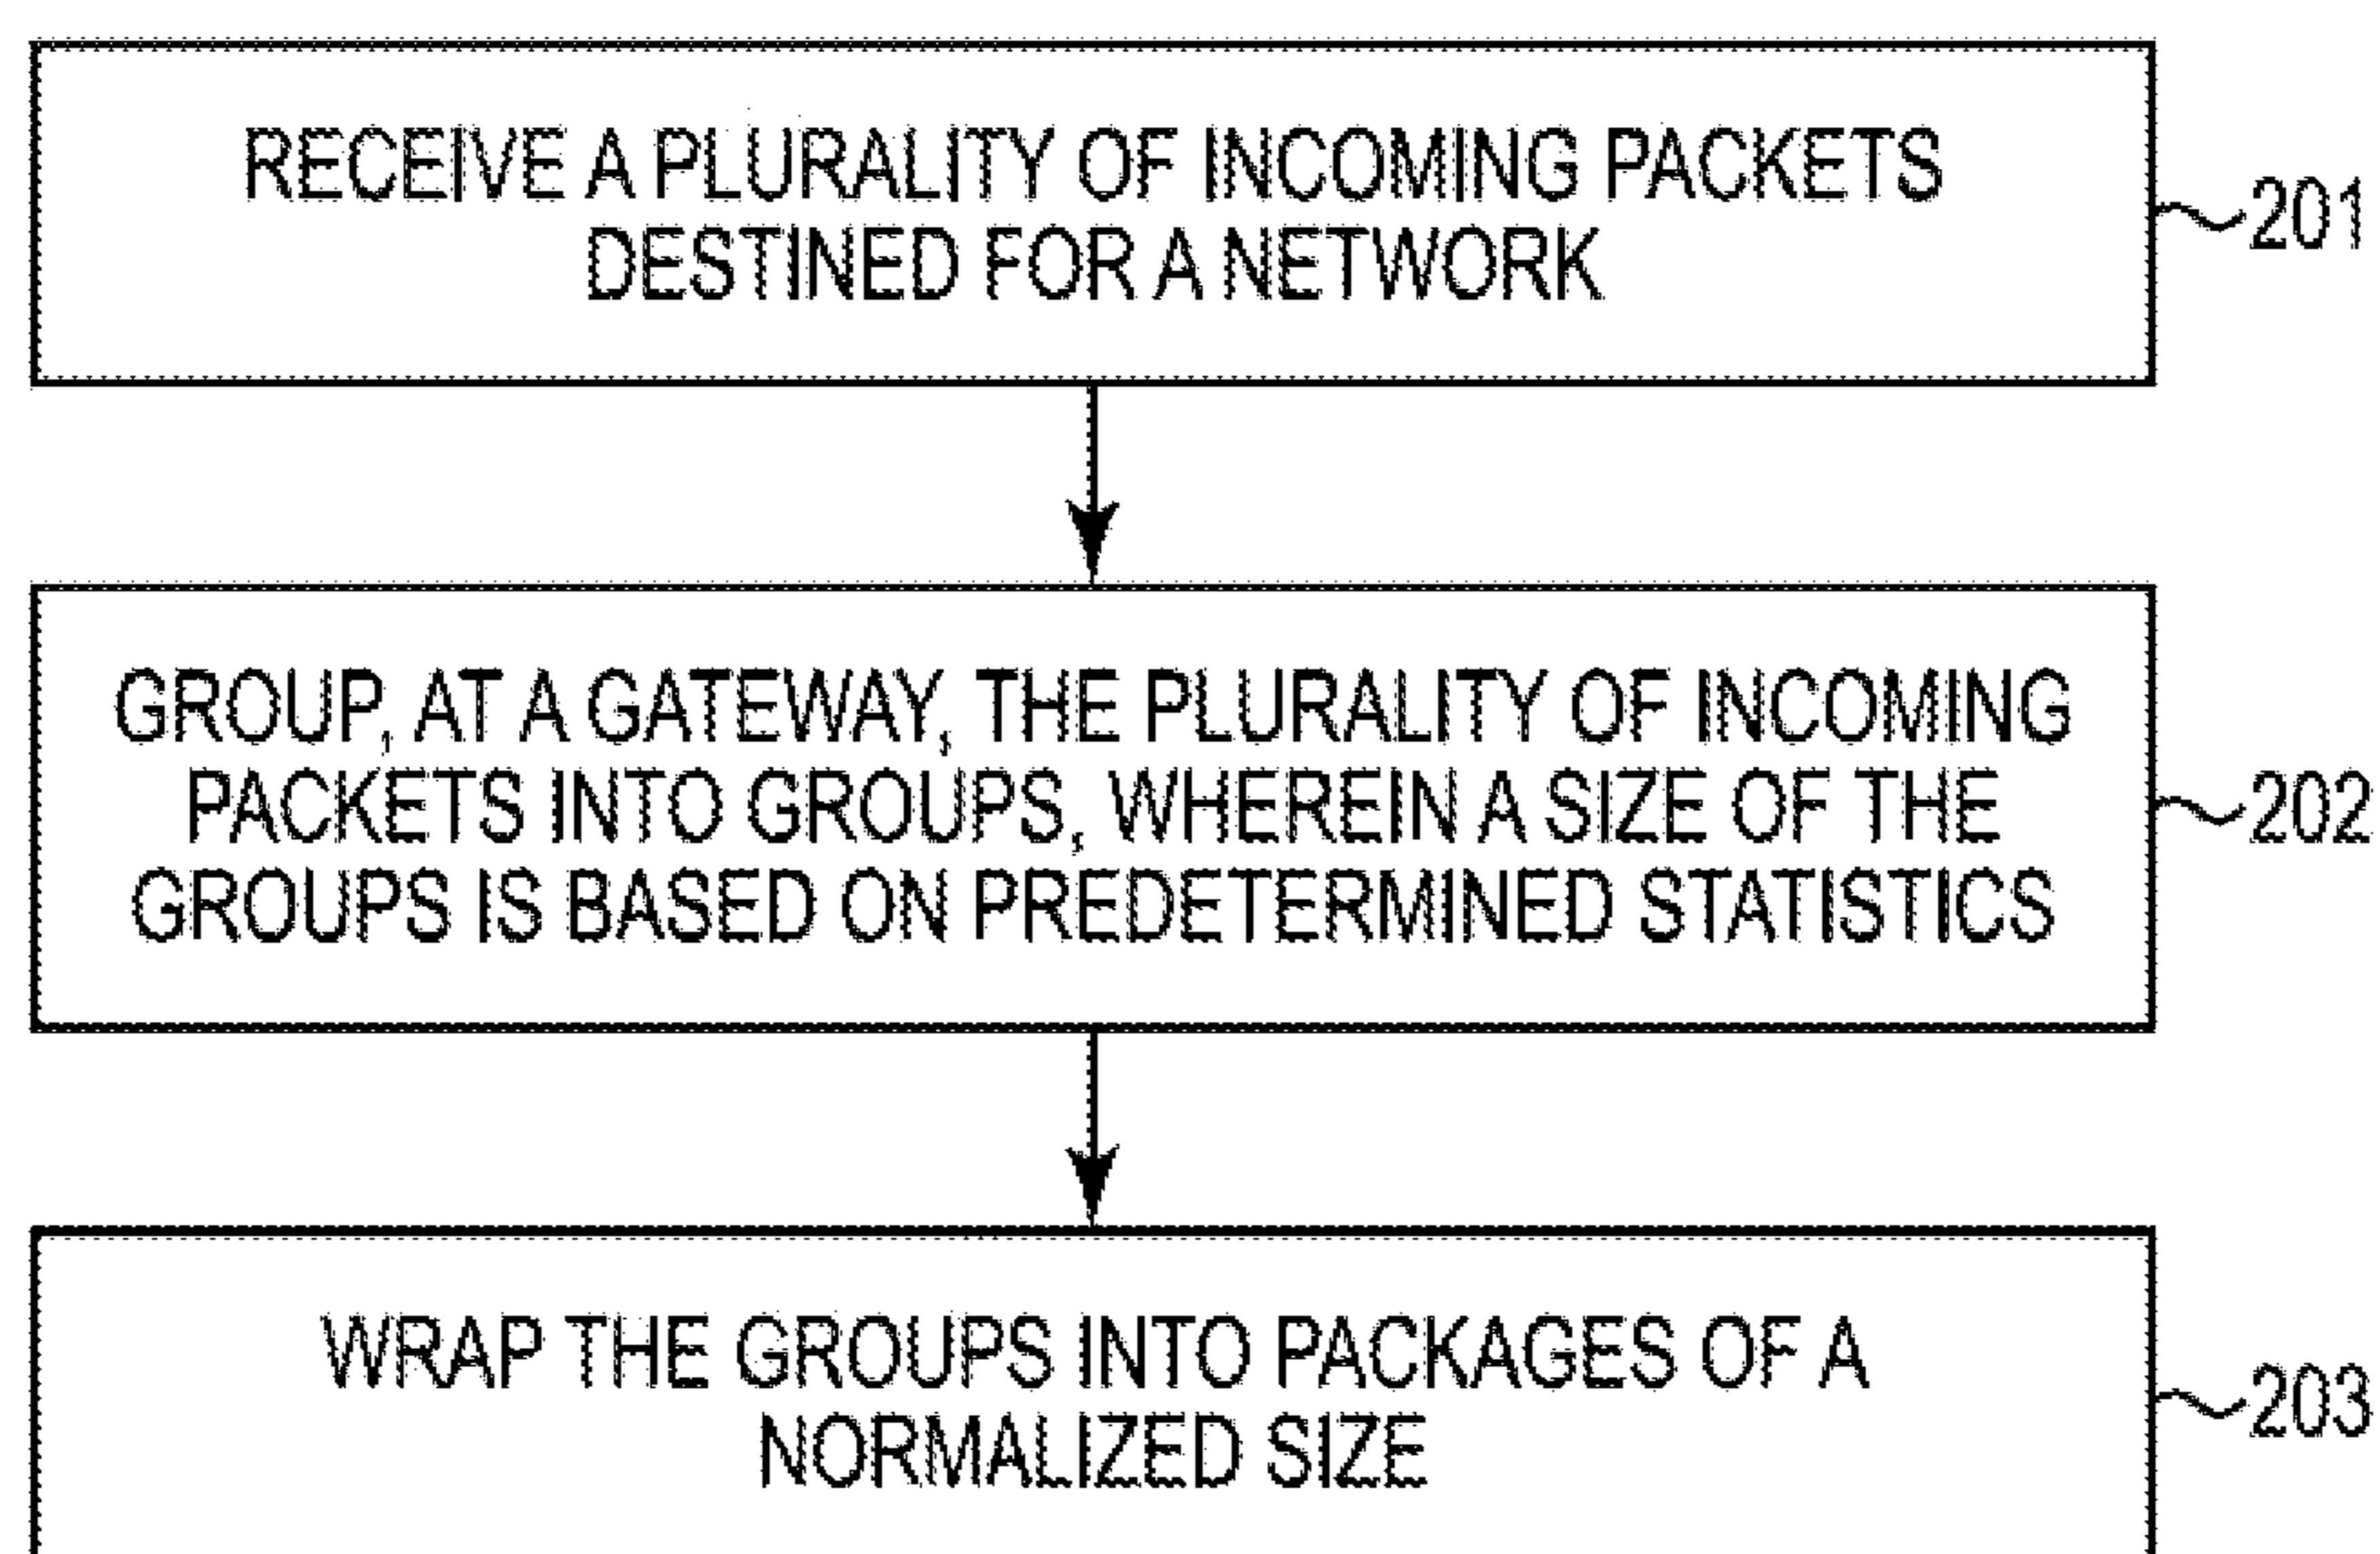 RECEIVE A PLURALITY OF INCOMING PACKETS
DESTINED FOR A NETWORK
201
GROUP, AT A GATEWAY, THE PLURALITY OF INCOMING
PACKETS INTO GROUPS, WHEREIN A SIZE OF THE
GROUPS IS BASED ON PREDETERMINED STATISTICS
202
WRAP THE GROUPS INTO PACKAGES OF A
NORMALIZED SIZE
203